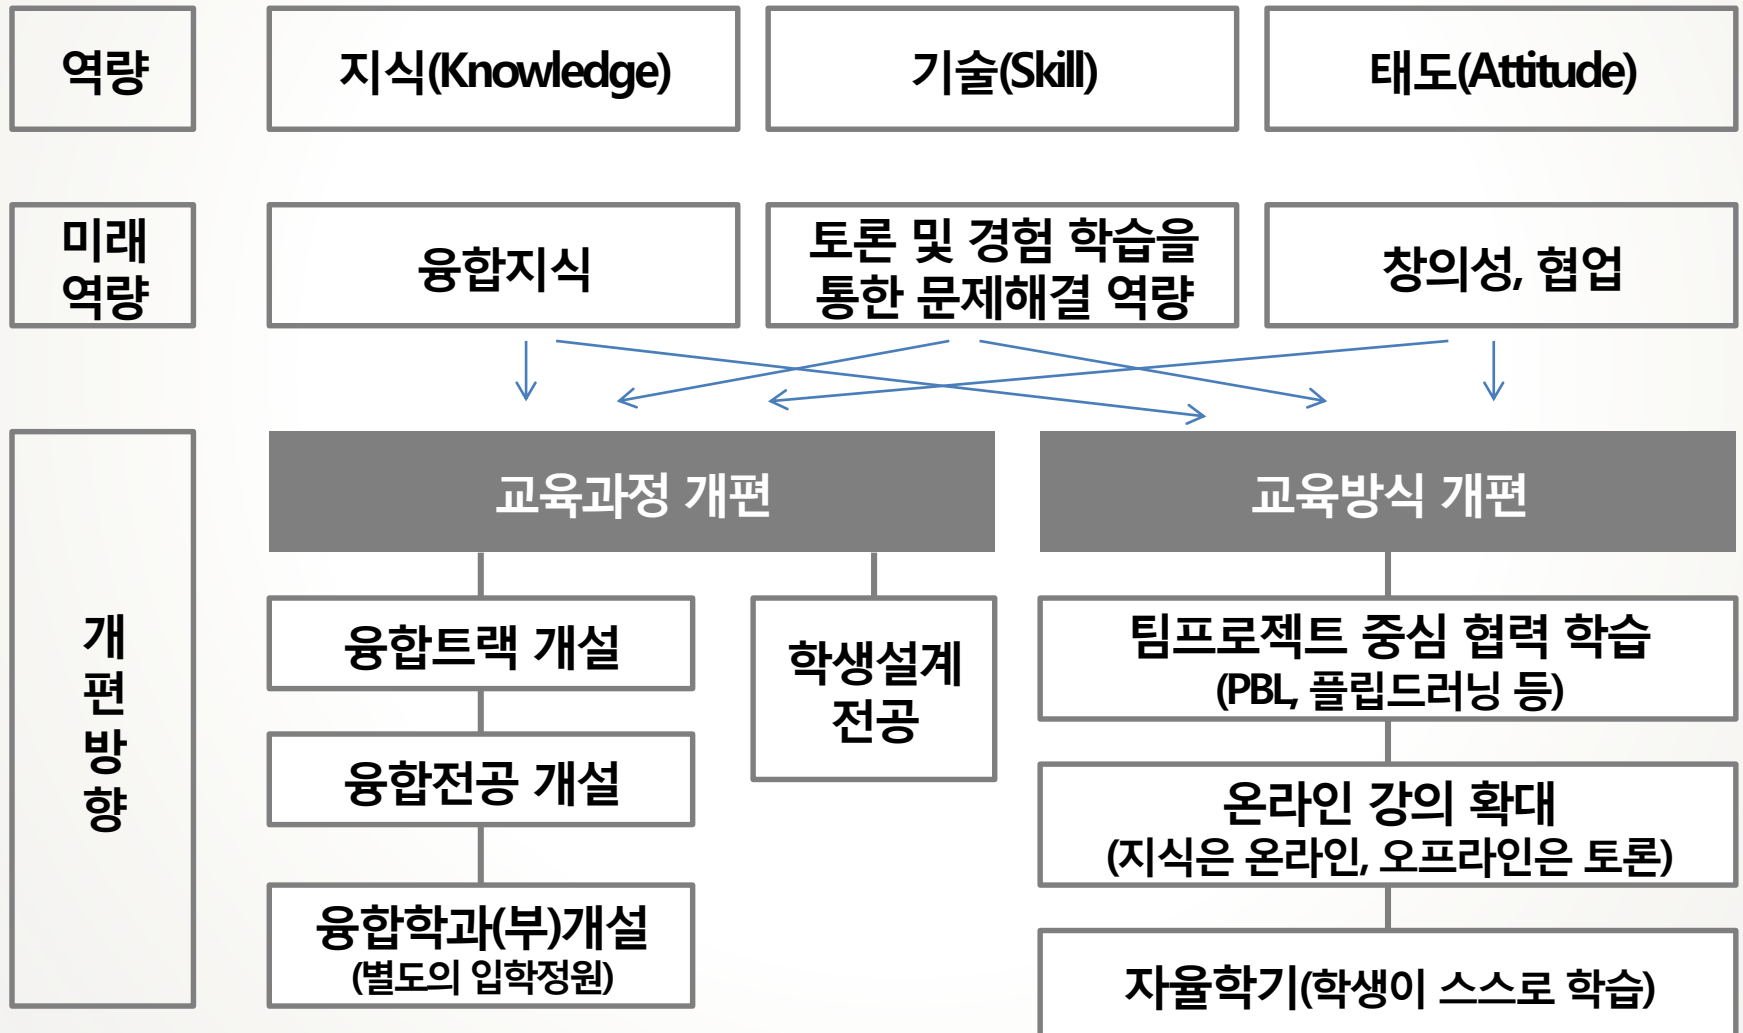 역량
지식(Knowledge)
기술(Skill)
태도(Attitude)
미래
역량
융합지식
토론 및 경험 학습을
통한 문제해결 역량
창의성, 협업
개
편
방
향
교육과정 개편
융합트랙 개설
융합전공 개설
융합학과(부)개설
(별도의 입학정원)
학생설계
전공
교육방식 개편
팀프로젝트 중심 협력 학습
(PBL, 플립드러닝 등)
온라인 강의 확대
(지식은 온라인, 오프라인은 토론)
자율학기(학생이 스스로 학습)